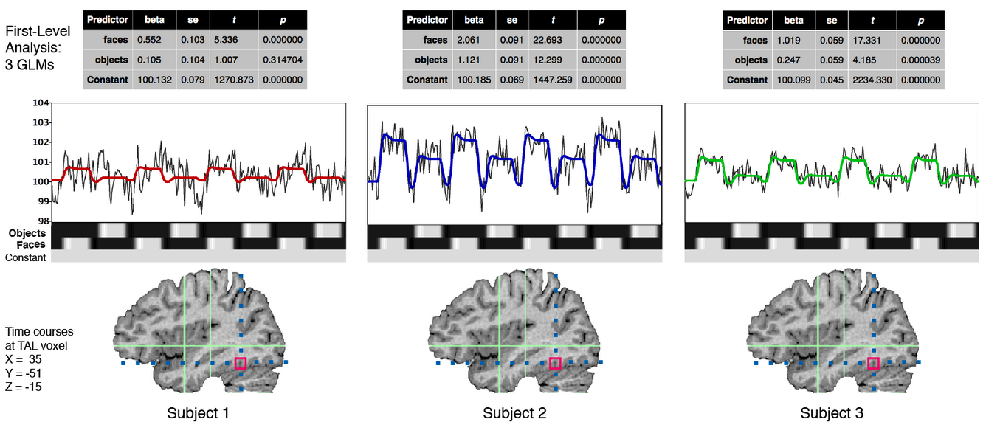 First-Level
Analysis:
3 GLMs
Predictor beta se t p
faces 0.552 0.103 5.336 0.000000
objects 0.105 0.104 1.007 0.314704
Constant 100.132 0.079 1270.873 0.000000
Predictor beta se t p
faces 2.061 0.091 22.693 0.000000
objects 1.121 0.091 12.299 0.000000
Constant 100.185 0.069 1447.259 0.000000
Predictor beta se t p
faces 1.019 0.059 17.331 0.000000
objects 0.247 0.059 4.185 0.000039
Constant 100.099 0.045 2234.330 0.000000
104
103
102
101
100
99
98
Objects
Faces
Constant
Time courses
at TAL voxel
X = 35
Y = -51
Z = -15
Subject 1
Subject 2
Subject 3